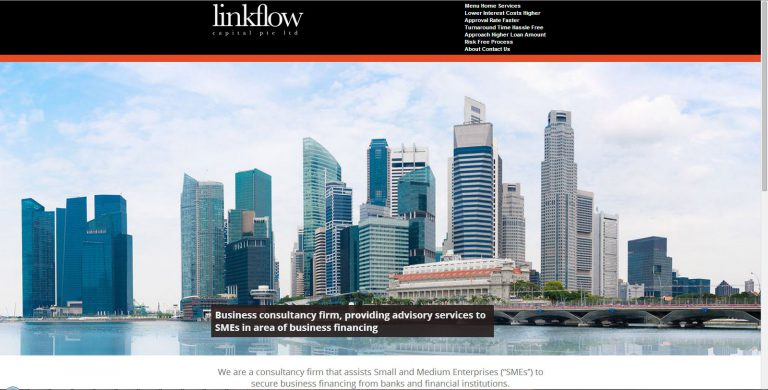 linkflow
capital pte ltd
Menu Home Services
Lower Interest Costs Higher
Approval Rate Faster
Turnaround Time Hassle Free
Approach Higher Loan Amount
Risk Free Process
About Contact Us
Business consultancy firm, providing advisory services to
SMEs in area of business financing
We are a consultancy firm that assists Small and Medium Enterprises (“SMEs”) to
secure business financing from banks and financial institutions.